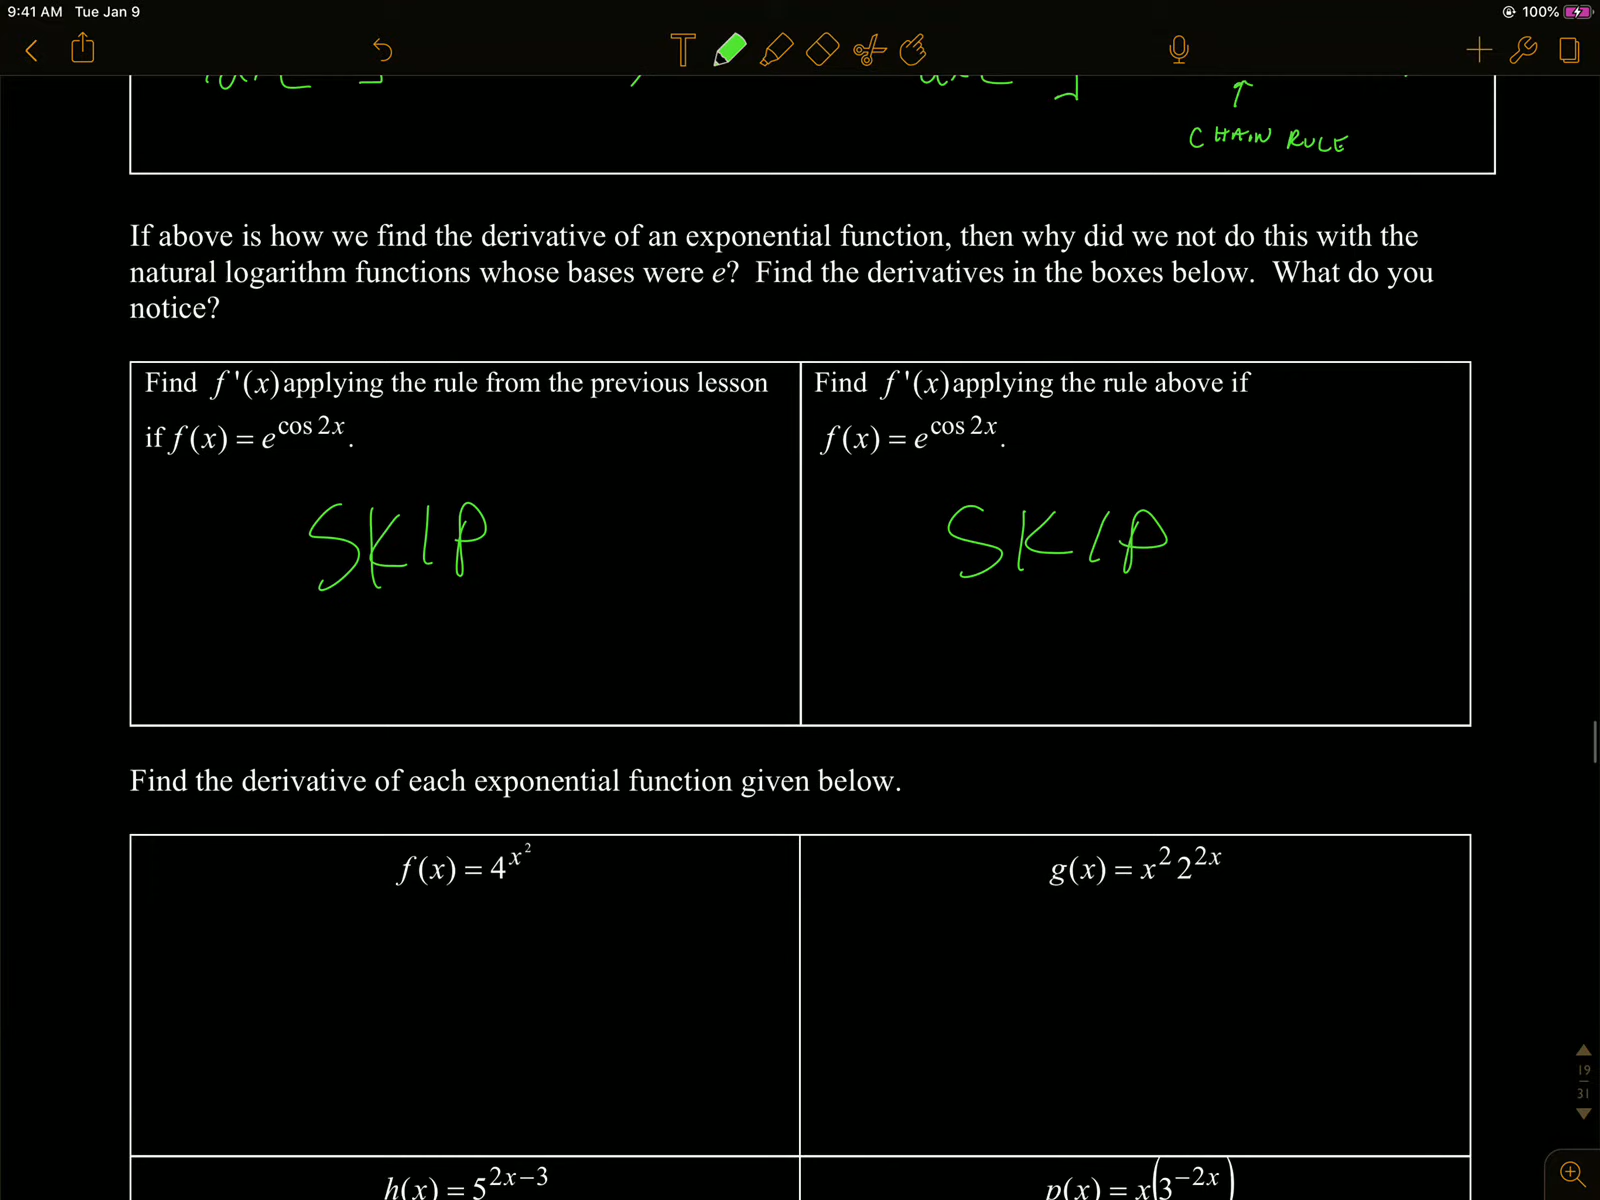 9:41 AM Tue Jan 9
100%
T
CHAIN RULE
If above is how we find the derivative of an exponential function, then why did we not do this with the
natural logarithm functions whose bases were e? Find the derivatives in the boxes below. What do you
notice?
Find f '(x) applying the rule from the previous lesson
if f(x) = e^{cos 2x}.
SKIP
Find f '(x) applying the rule above if
f(x) = e^{cos 2x}.
SKIP
Find the derivative of each exponential function given below.
f(x) = 4^{x^2}
g(x) = x^2 2^{2x}
h(x) = 5^{2x−3}
p(x) = x(3^{−2x})
19
31